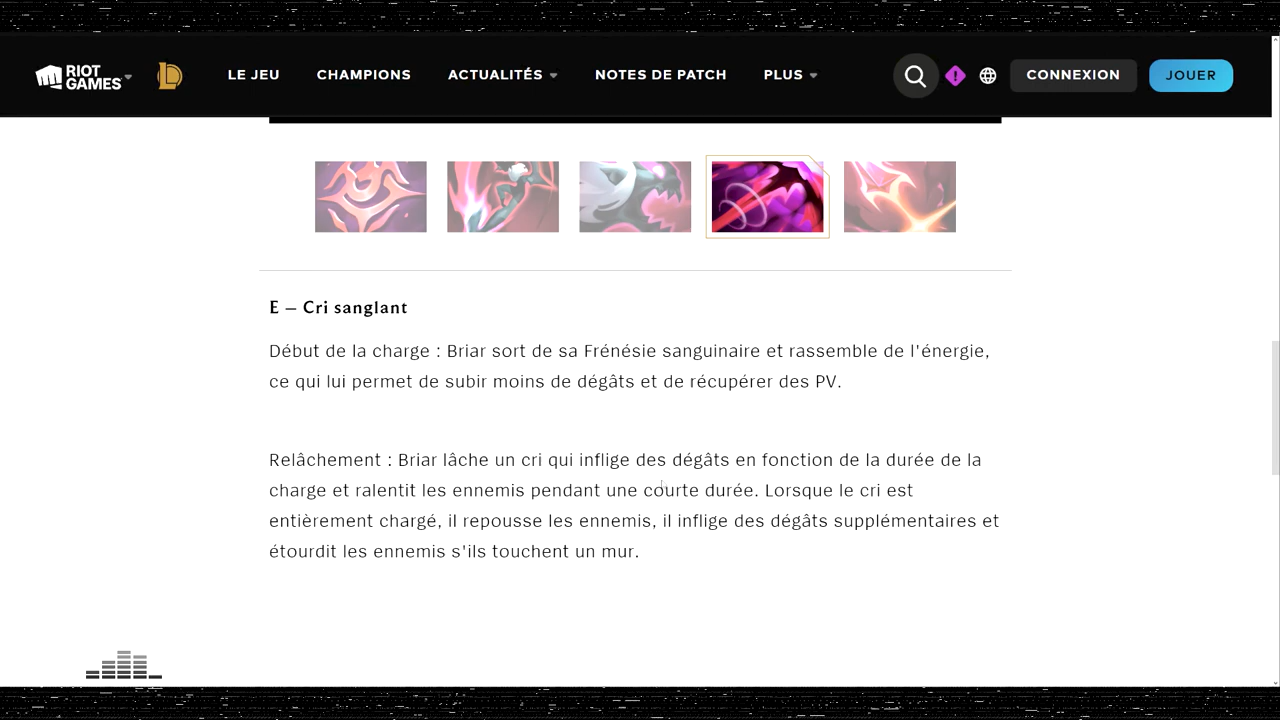 RIOT
GAMES
LE JEU
CHAMPIONS
ACTUALITÉS
NOTES DE PATCH
PLUS
CONNEXION
JOUER
E – Cri sanglant
Début de la charge : Briar sort de sa Frénésie sanguinaire et rassemble de l'énergie,
ce qui lui permet de subir moins de dégâts et de récupérer des PV.
Relâchement : Briar lâche un cri qui inflige des dégâts en fonction de la durée de la
charge et ralentit les ennemis pendant une courte durée. Lorsque le cri est
entièrement chargé, il repousse les ennemis, il inflige des dégâts supplémentaires et
étourdit les ennemis s'ils touchent un mur.